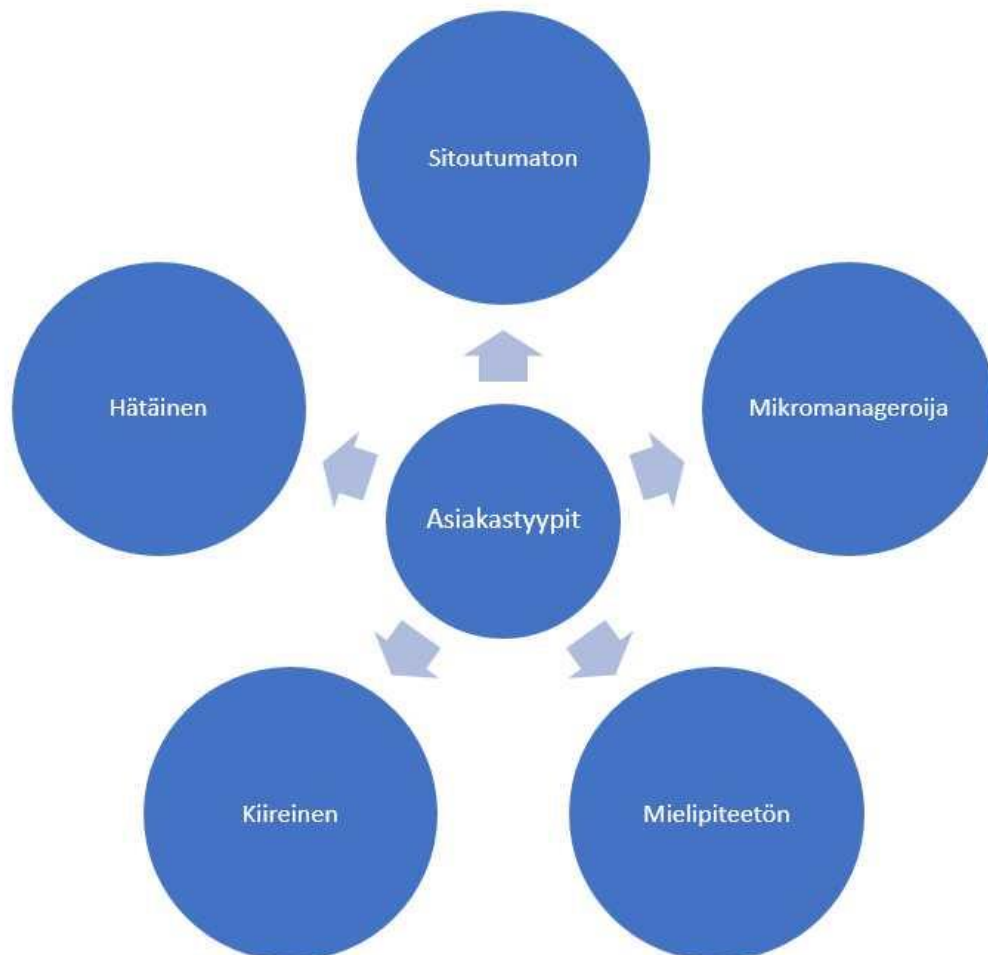 Sitoutumaton
Hätäinen
Mikromanageroija
Asiakastyypit
Kiireinen
Mielipiteetön